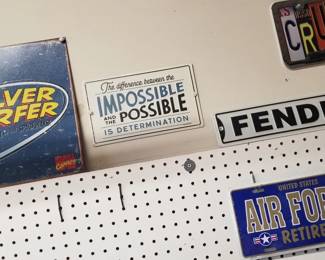 LVER
RFER
The difference between the
IMPOSSIBLE
AND THE POSSIBLE
IS DETERMINATION
CRU
FENDE
UNITED STATES
AIR FOR
RETIRE